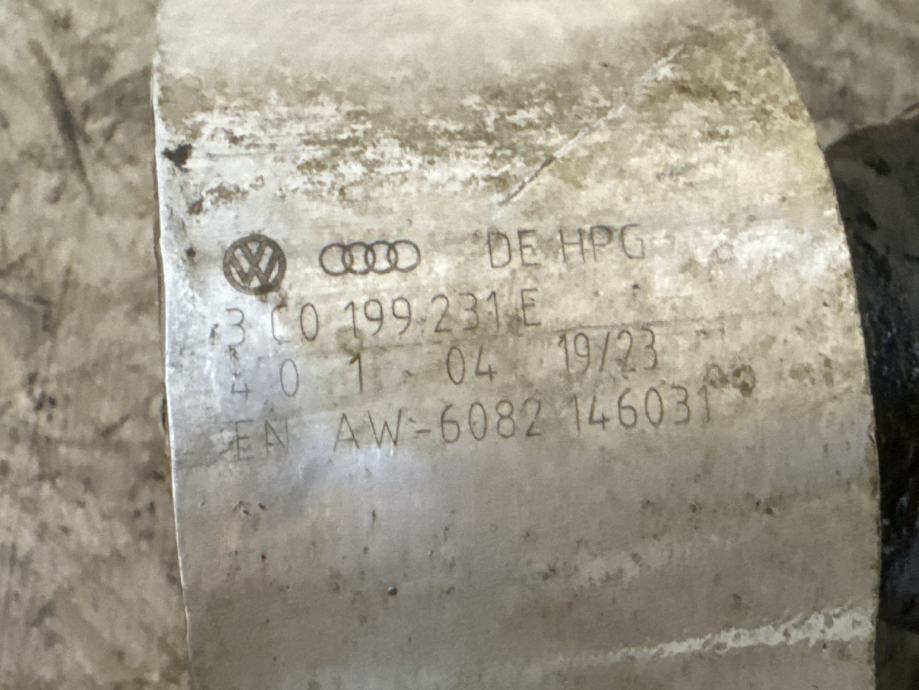 DE HPG
3C0 199 231 E
4 0 1 04 19/23
EN AW-6082 146031